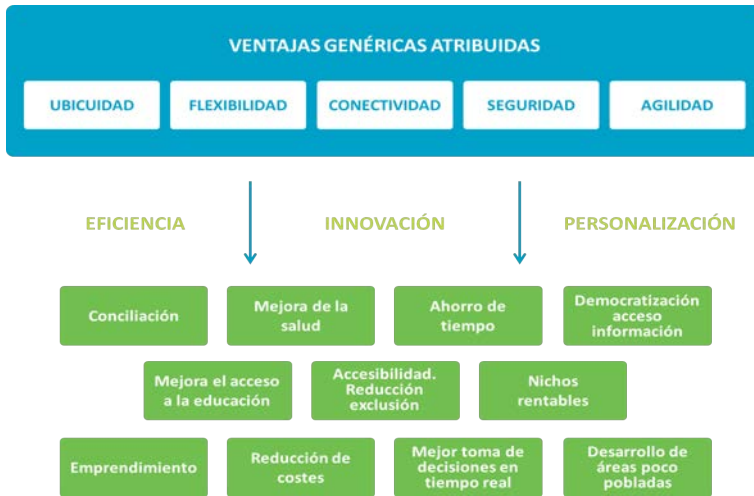 VENTAJAS GENÉRICAS ATRIBUIDAS
UBICUIDAD
FLEXIBILIDAD
CONECTIVIDAD
SEGURIDAD
AGILIDAD
EFICIENCIA
INNOVACIÓN
PERSONALIZACIÓN
Conciliación
Mejora de la
salud
Ahorro de
tiempo
Democratización
acceso
información
Mejora el acceso
a la educación
Accesibilidad.
Reducción
exclusión
Nichos
rentables
Emprendimiento
Reducción de
costes
Mejor toma de
decisiones en
tiempo real
Desarrollo de
áreas poco
pobladas